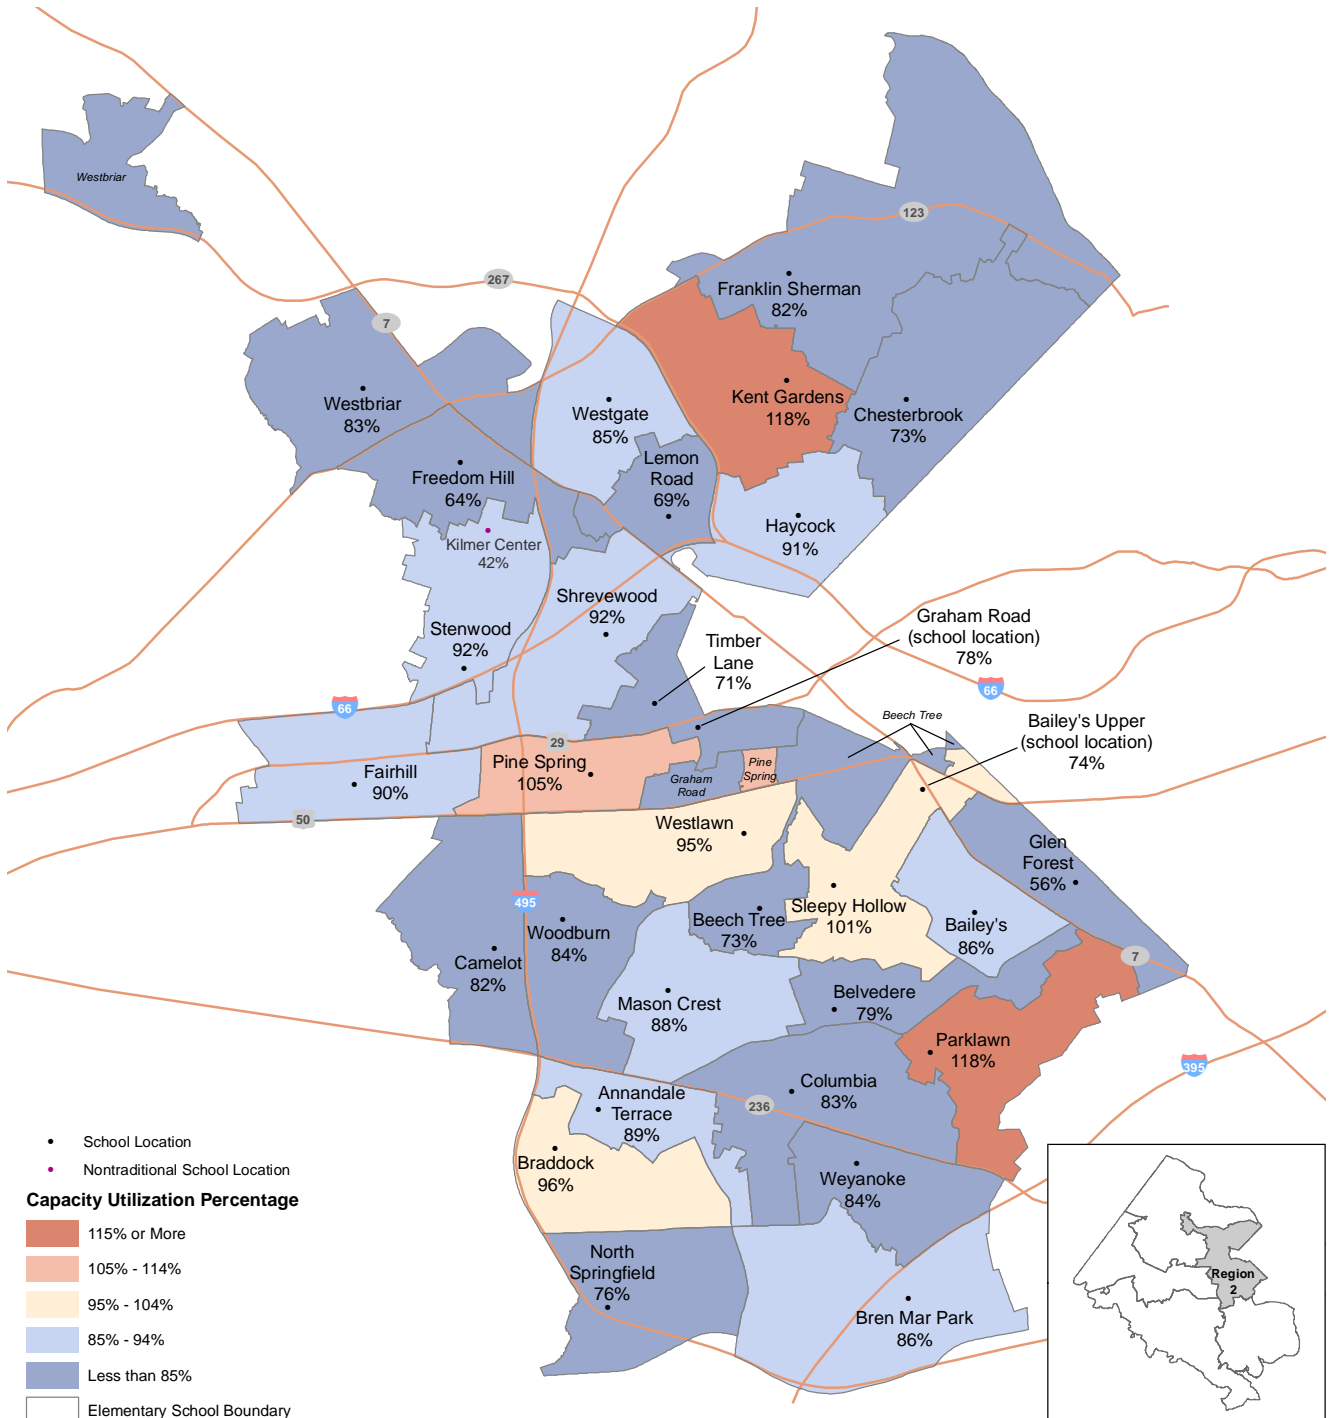 Westbriar
123
267
7
Franklin Sherman
82%
Westbriar
83%
Westgate
85%
Kent Gardens
118%
Chesterbrook
73%
Freedom Hill
64%
Lemon
Road
69%
Haycock
91%
Kilmer Center
42%
Shrevewood
92%
Stenwood
92%
Timber
Lane
71%
Graham Road
(school location)
78%
66
66
Beech Tree
Bailey's Upper
(school location)
74%
29
Pine Spring
105%
Graham
Road
Pine
Spring
Fairhill
90%
50
Westlawn
95%
Glen
Forest
56%
495
Woodburn
84%
Beech Tree
73%
Sleepy Hollow
101%
Bailey's
86%
Camelot
82%
7
Mason Crest
88%
Belvedere
79%
Parklawn
118%
395
Columbia
83%
236
Annandale
Terrace
89%
Braddock
96%
Weyanoke
84%
North
Springfield
76%
Bren Mar Park
86%
School Location
Nontraditional School Location
Capacity Utilization Percentage
115% or More
105% - 114%
95% - 104%
85% - 94%
Less than 85%
Elementary School Boundary
Region
2